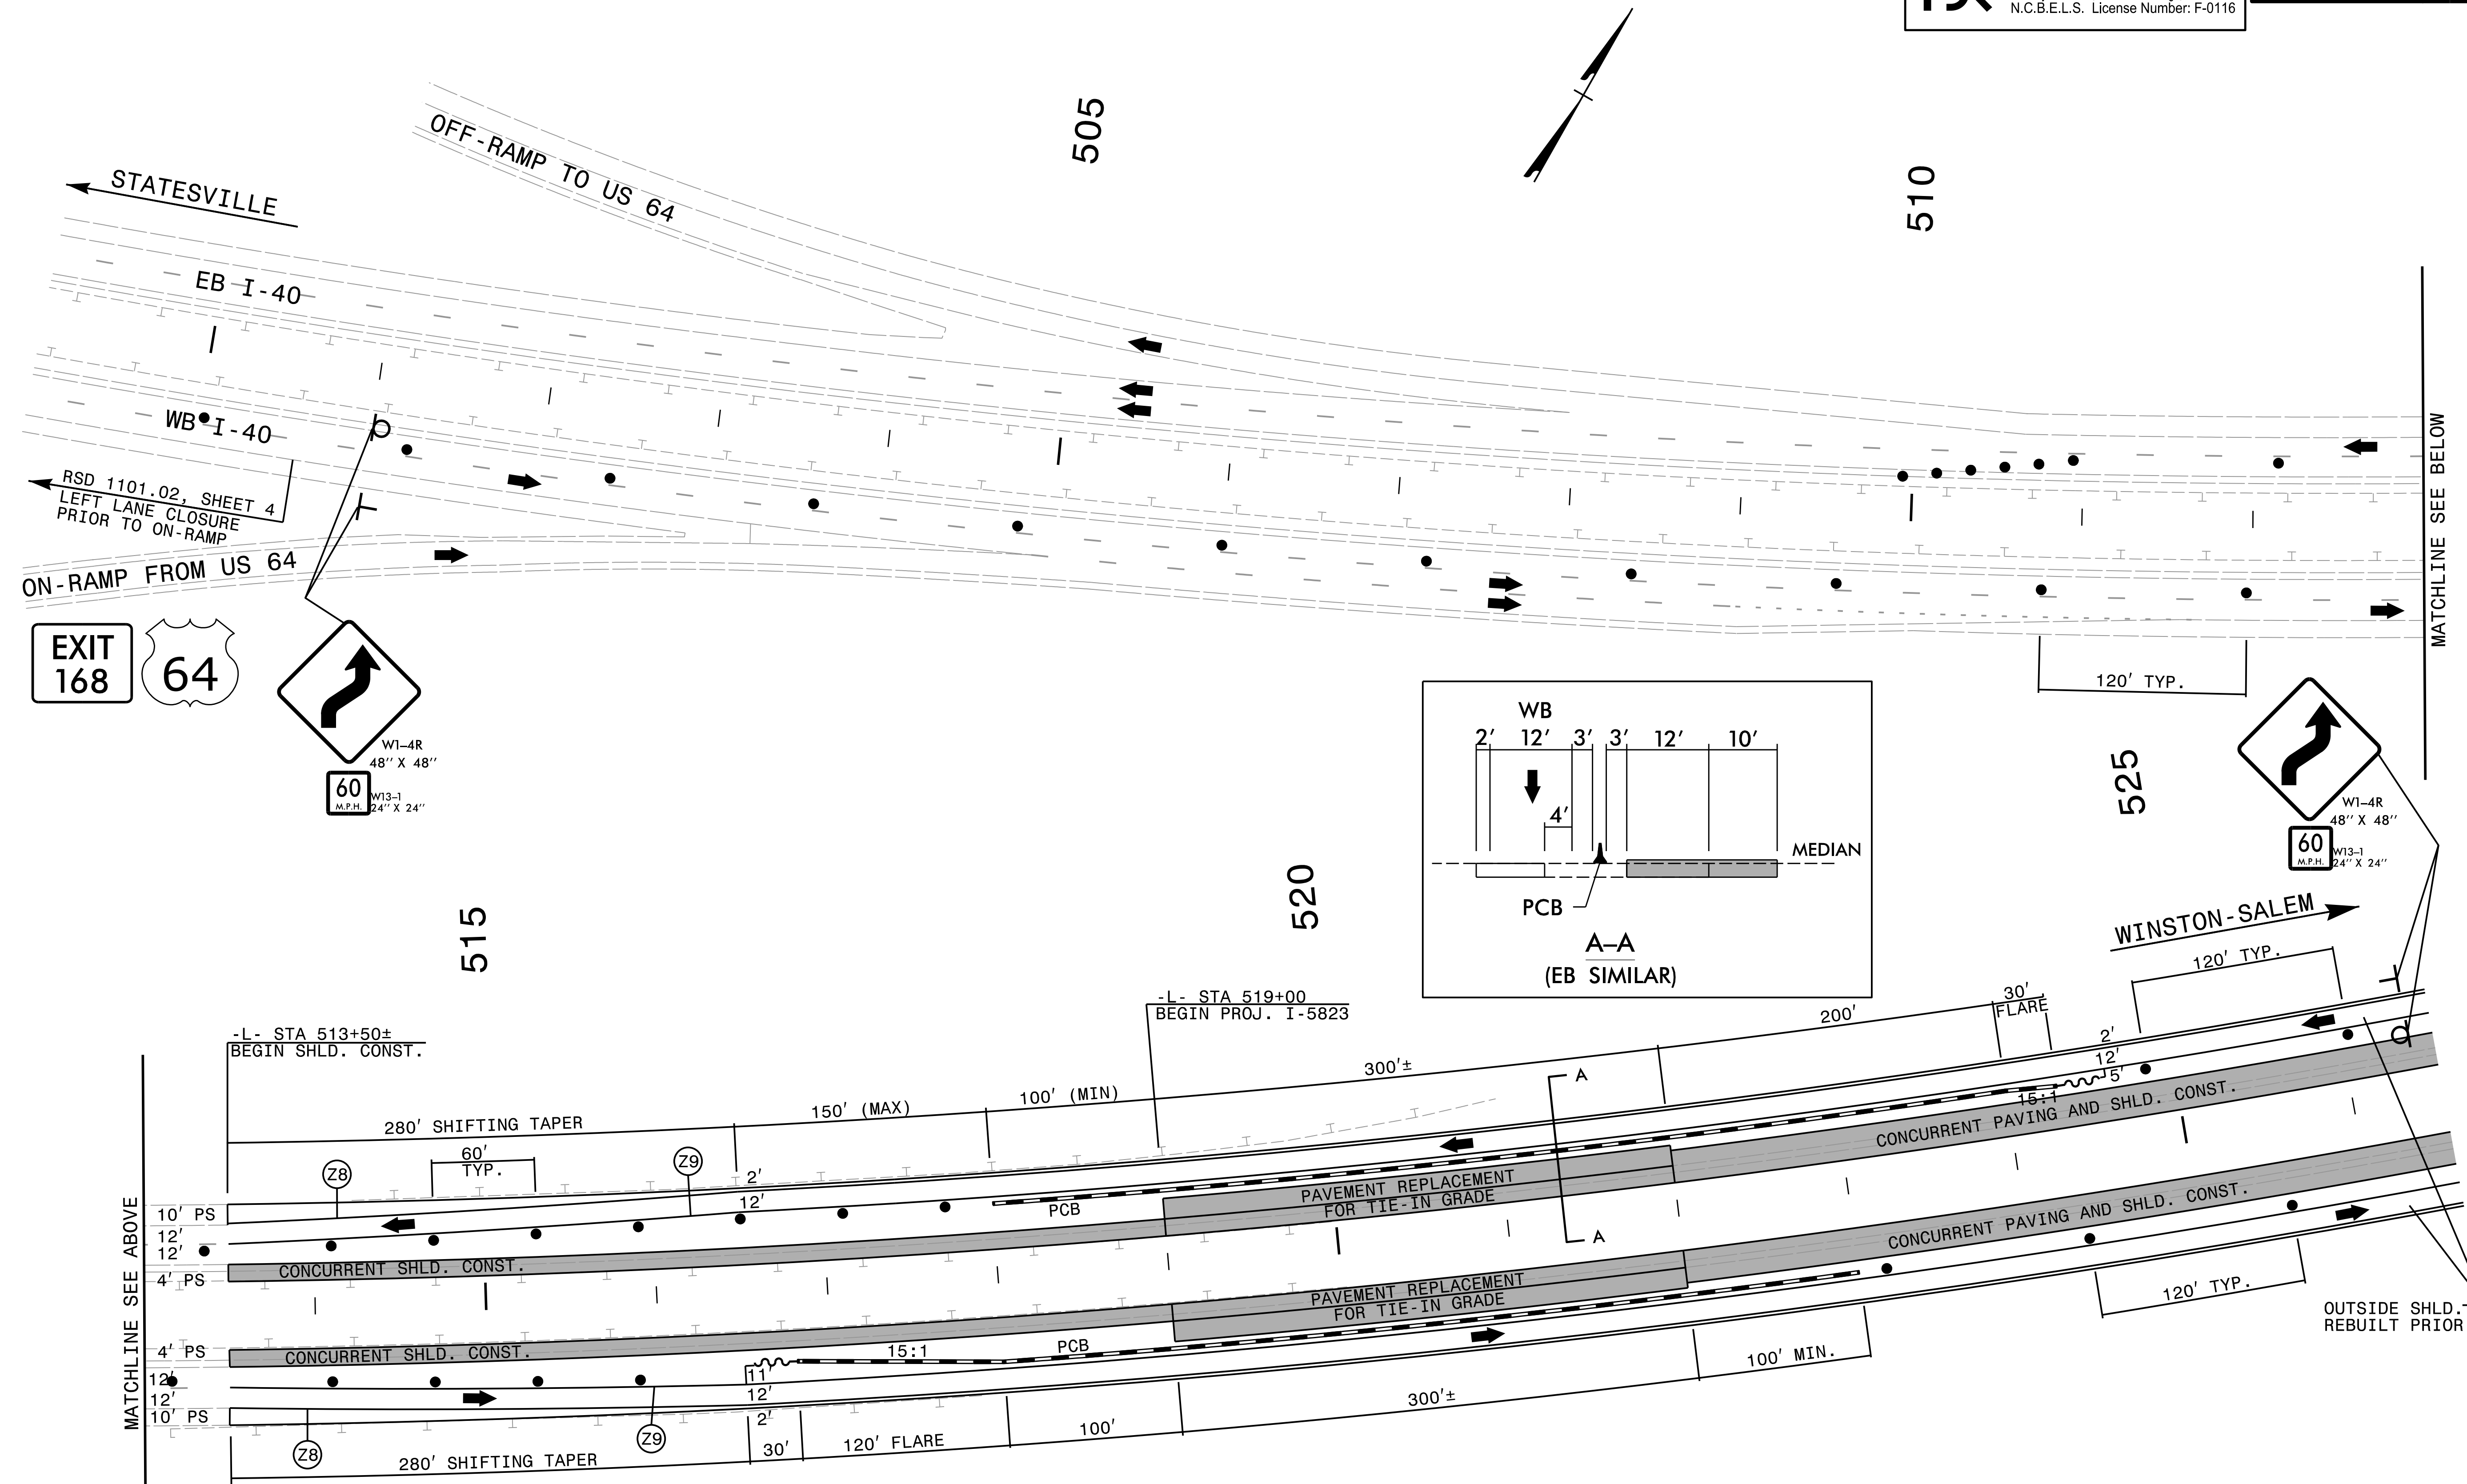 N.C.B.E.L.S. License Number: F-0116
505
510
OFF-RAMP TO US 64
STATESVILLE
EB I-40
WB I-40
RSD 1101.02, SHEET 4
LEFT LANE CLOSURE
PRIOR TO ON-RAMP
ON-RAMP FROM US 64
MATCHLINE SEE BELOW
EXIT
168
64
W1-4R
48" X 48"
60
M.P.H.
W13-1
24" X 24"
120' TYP.
WB
2' 12' 3' 3' 12' 10'
4'
MEDIAN
PCB
A-A
(EB SIMILAR)
W1-4R
48" X 48"
60
M.P.H.
W13-1
24" X 24"
515
520
525
WINSTON-SALEM
120' TYP.
-L- STA 513+50±
BEGIN SHLD. CONST.
-L- STA 519+00
BEGIN PROJ. I-5823
280' SHIFTING TAPER
150' (MAX)
100' (MIN)
300'±
200'
30'
FLARE
60'
TYP.
Z8
Z9
2'
12'
2'
12'
5'
15:1
A
A
MATCHLINE SEE ABOVE
10' PS
12'
12'
4' PS
CONCURRENT SHLD. CONST.
PCB
PAVEMENT REPLACEMENT
FOR TIE-IN GRADE
CONCURRENT PAVING AND SHLD. CONST.
4' PS
12'
12'
10' PS
CONCURRENT SHLD. CONST.
15:1
PCB
PAVEMENT REPLACEMENT
FOR TIE-IN GRADE
CONCURRENT PAVING AND SHLD. CONST.
11'
12'
2'
Z8
Z9
280' SHIFTING TAPER
30'
120' FLARE
100'
300'±
100' MIN.
120' TYP.
OUTSIDE SHLD.
REBUILT PRIOR